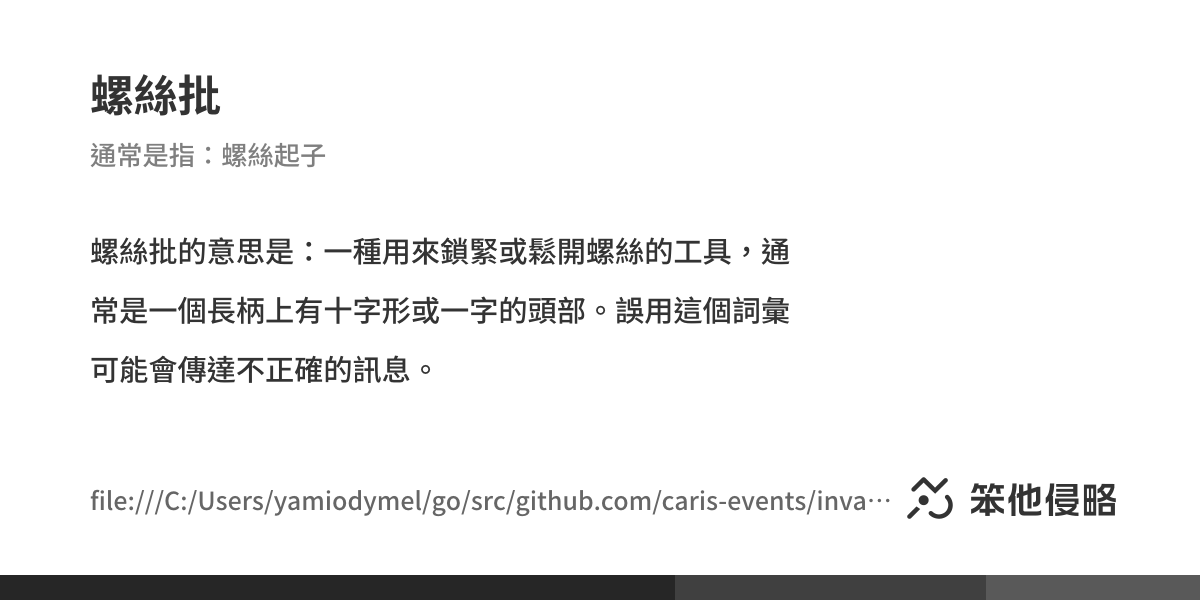 螺絲批
通常是指：螺絲起子
螺絲批的意思是：一種用來鎖緊或鬆開螺絲的工具，通
常是一個長柄上有十字形或一字的頭部。誤用這個詞彙
可能會傳達不正確的訊息。
file:///C:/Users/yamiodymel/go/src/github.com/caris-events/inva⋯ 笨他侵略